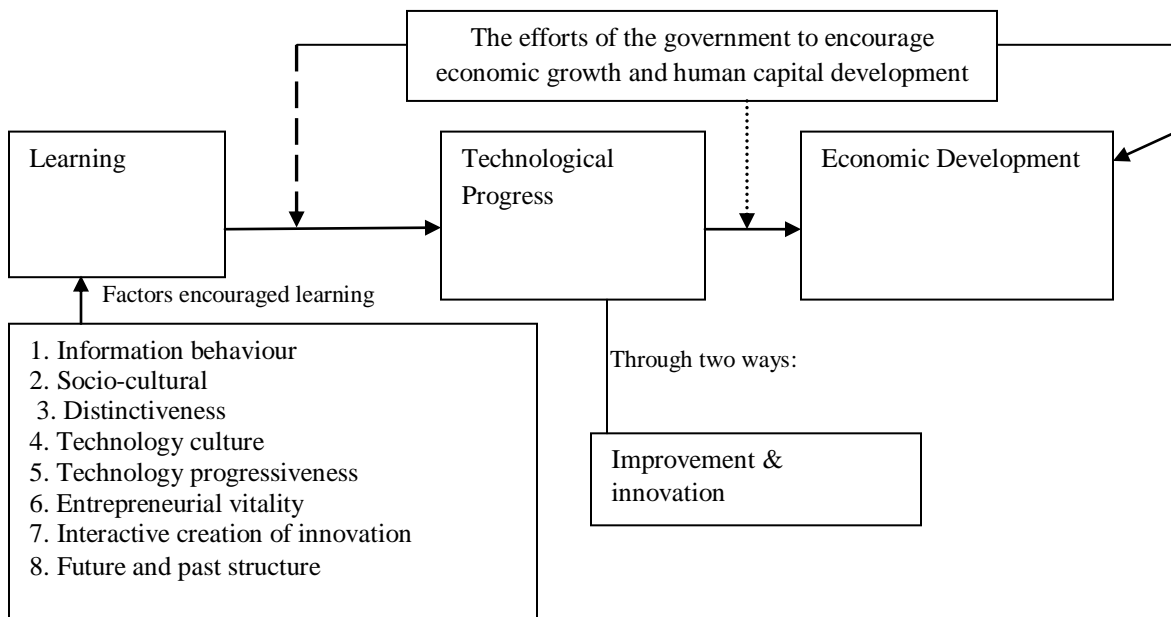 The efforts of the government to encourage
economic growth and human capital development
Learning
Technological
Progress
Economic Development
Factors encouraged learning
1. Information behaviour
2. Socio-cultural
3. Distinctiveness
4. Technology culture
5. Technology progressiveness
6. Entrepreneurial vitality
7. Interactive creation of innovation
8. Future and past structure
Through two ways:
Improvement &
innovation